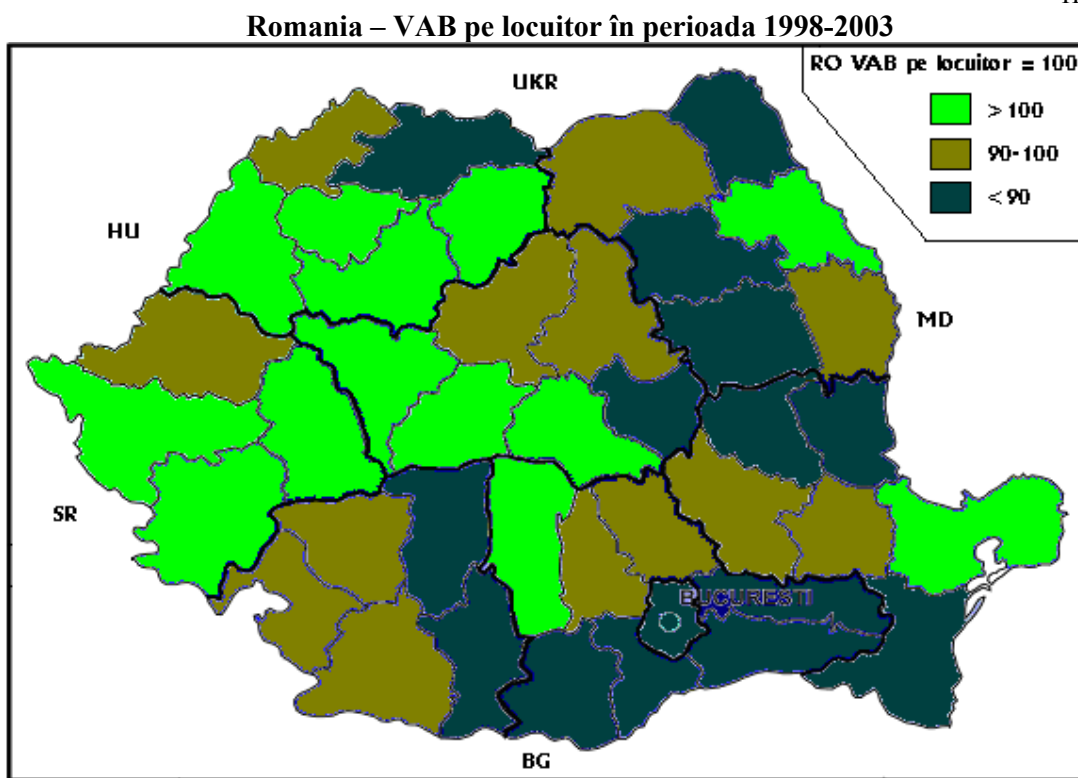 Romania – VAB pe locuitor în perioada 1998-2003
RO VAB pe locuitor = 100
> 100
90-100
< 90
UKR
HU
MD
SR
BUCURESTI
BG